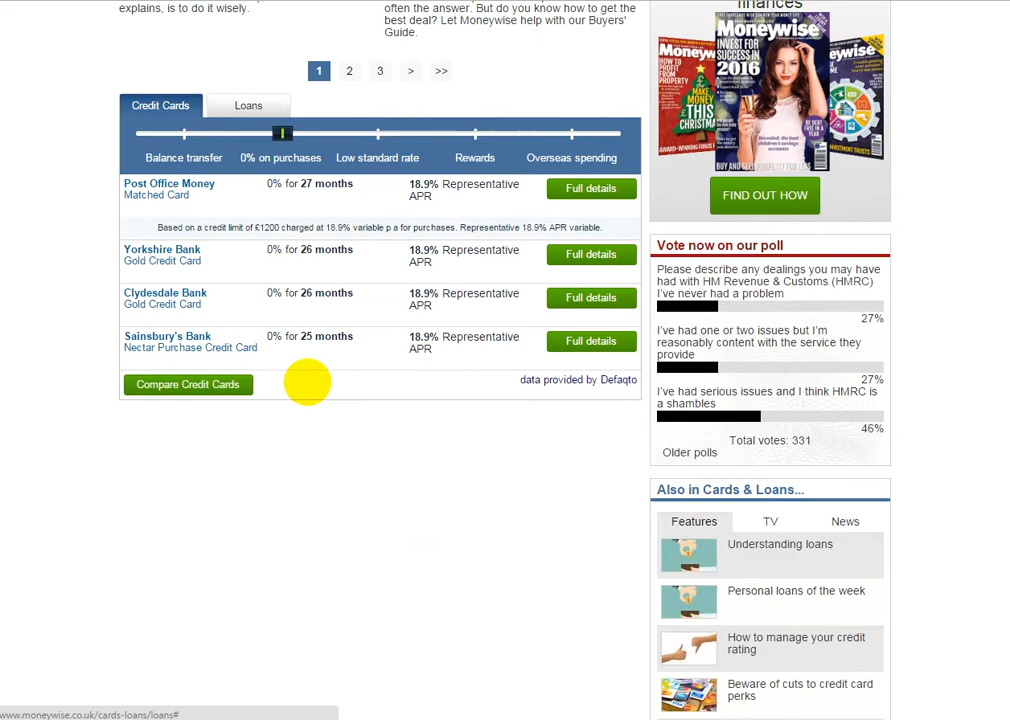 explains, is to do it wisely.
often the answer. But do you know how to get the
best deal? Let Moneywise help with our Buyers'
Guide.
1 2 3 > >>
Credit Cards Loans
Balance transfer 0% on purchases Low standard rate Rewards Overseas spending
Post Office Money 0% for 27 months 18.9% Representative Full details
Matched Card APR
Based on a credit limit of £1200 charged at 18.9% variable p a for purchases. Representative 18.9% APR variable.
Yorkshire Bank 0% for 26 months 18.9% Representative Full details
Gold Credit Card APR
Clydesdale Bank 0% for 26 months 18.9% Representative Full details
Gold Credit Card APR
Sainsbury's Bank 0% for 25 months 18.9% Representative Full details
Nectar Purchase Credit Card APR
Compare Credit Cards data provided by Defaqto
finances
Moneywise
INVEST FOR
SUCCESS IN
2016
HOW TO
PROFIT
FROM
PROPERTY
MAKE
MONEY
THIS
CHRISTMAS
FIND OUT HOW
Vote now on our poll
Please describe any dealings you may have
had with HM Revenue & Customs (HMRC)
I've never had a problem
27%
I've had one or two issues but I'm
reasonably content with the service they
provide
27%
I've had serious issues and I think HMRC is
a shambles
46%
Total votes: 331
Older polls
Also in Cards & Loans...
Features TV News
Understanding loans
Personal loans of the week
How to manage your credit
rating
Beware of cuts to credit card
perks
www.moneywise.co.uk/cards-loans/loans#